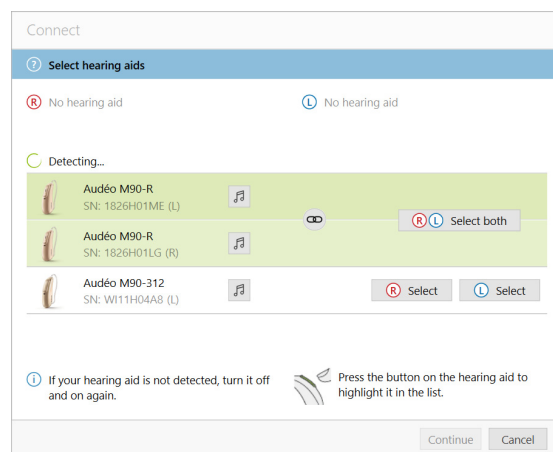 Connect
? Select hearing aids
R No hearing aid
L No hearing aid
Detecting...
Audéo M90-R
SN: 1826H01ME (L)
R L Select both
Audéo M90-R
SN: 1826H01LG (R)
Audéo M90-312
SN: WI11H04A8 (L)
R Select
L Select
i If your hearing aid is not detected, turn it off
and on again.
Press the button on the hearing aid to
highlight it in the list.
Continue
Cancel